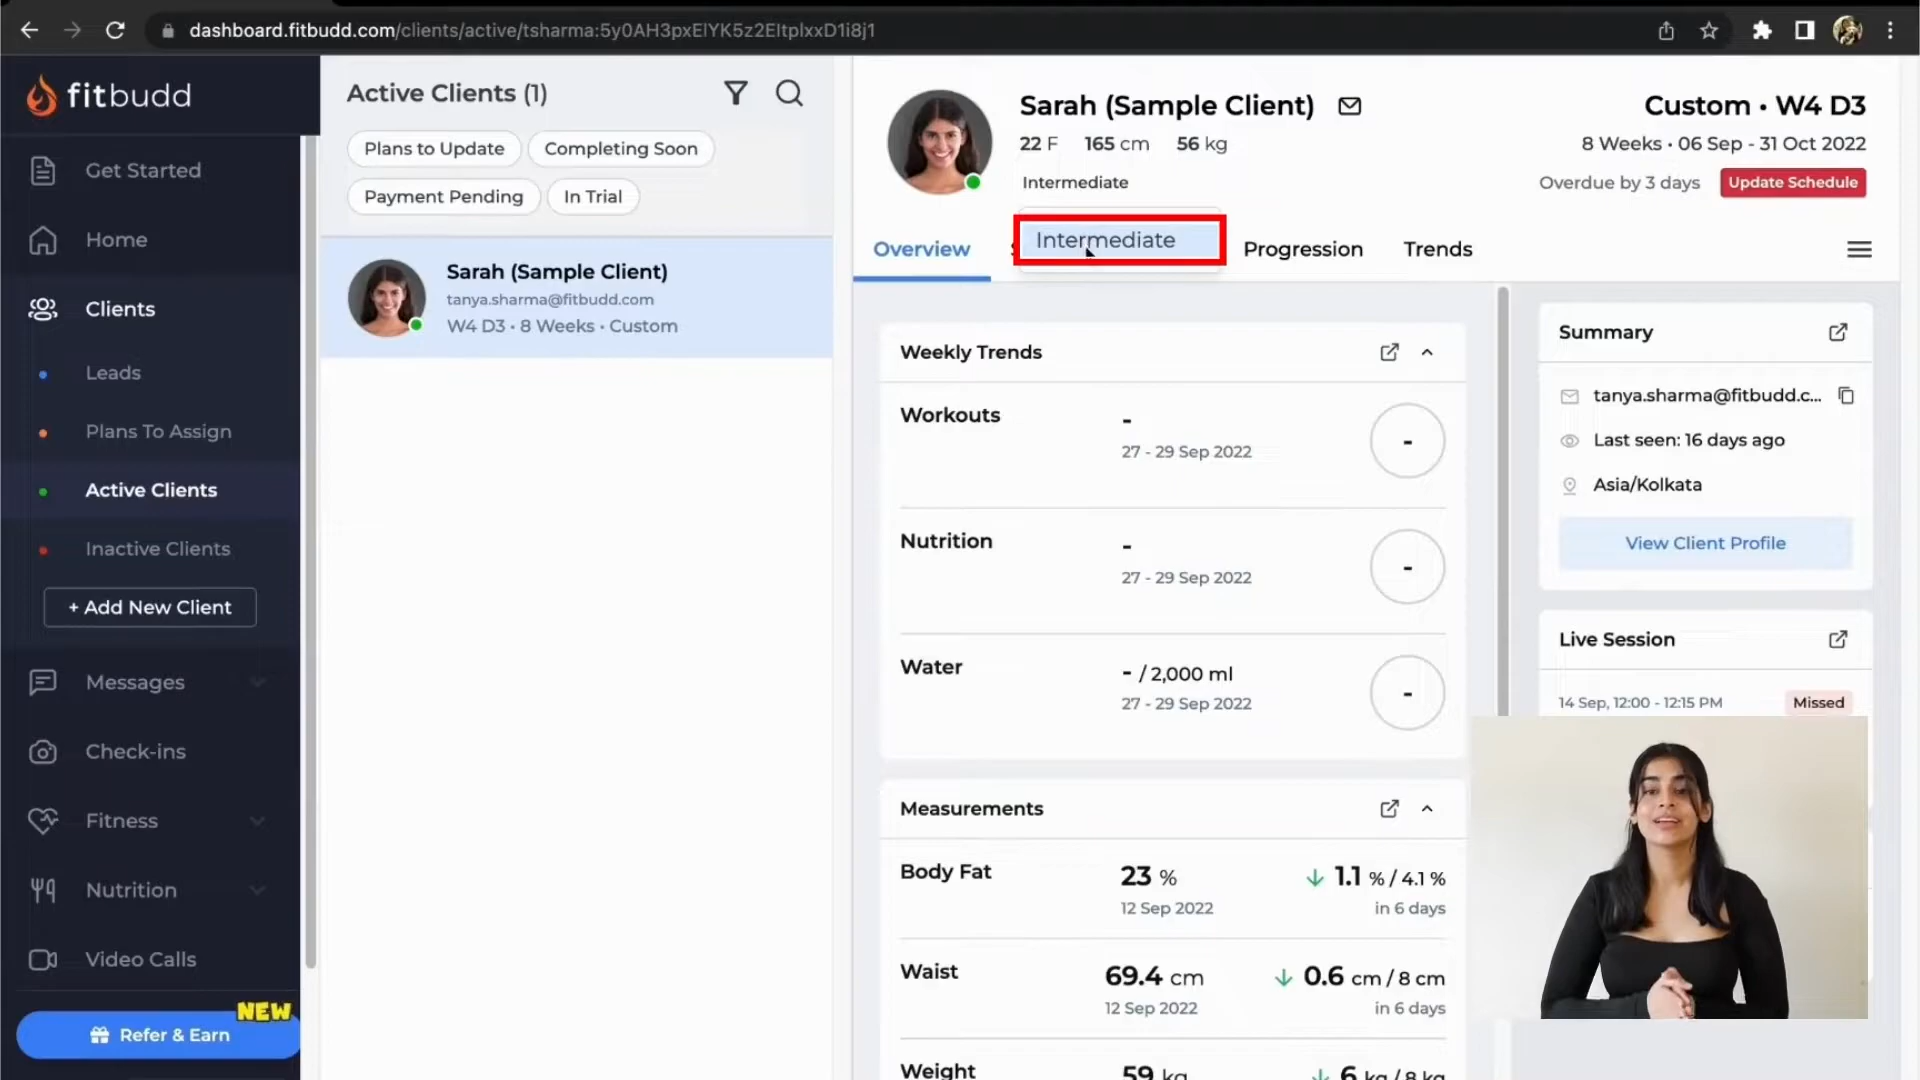 dashboard.fitbudd.com/clients/active/tsharma:5y0AH3pxElYK5z2EltplxxD1i8j1
fitbudd
Get Started
Home
Clients
Leads
Plans To Assign
Active Clients
Inactive Clients
+ Add New Client
Messages
Check-ins
Fitness
Nutrition
Video Calls
NEW
Refer & Earn
Active Clients (1)
Plans to Update
Completing Soon
Payment Pending
In Trial
Sarah (Sample Client)
tanya.sharma@fitbudd.com
W4 D3 • 8 Weeks • Custom
Sarah (Sample Client)
22 F 165 cm 56 kg
Intermediate
Custom • W4 D3
8 Weeks • 06 Sep - 31 Oct 2022
Overdue by 3 days Update Schedule
Intermediate
Overview Progression Trends
Weekly Trends
Workouts - -
27 - 29 Sep 2022
Nutrition - -
27 - 29 Sep 2022
Water - / 2,000 ml -
27 - 29 Sep 2022
Measurements
Body Fat 23 % 1.1 % / 4.1 %
12 Sep 2022 in 6 days
Waist 69.4 cm 0.6 cm / 8 cm
12 Sep 2022 in 6 days
Weight 59 kg 6 kg / 8 kg
Summary
tanya.sharma@fitbudd.c...
Last seen: 16 days ago
Asia/Kolkata
View Client Profile
Live Session
14 Sep, 12:00 - 12:15 PM Missed